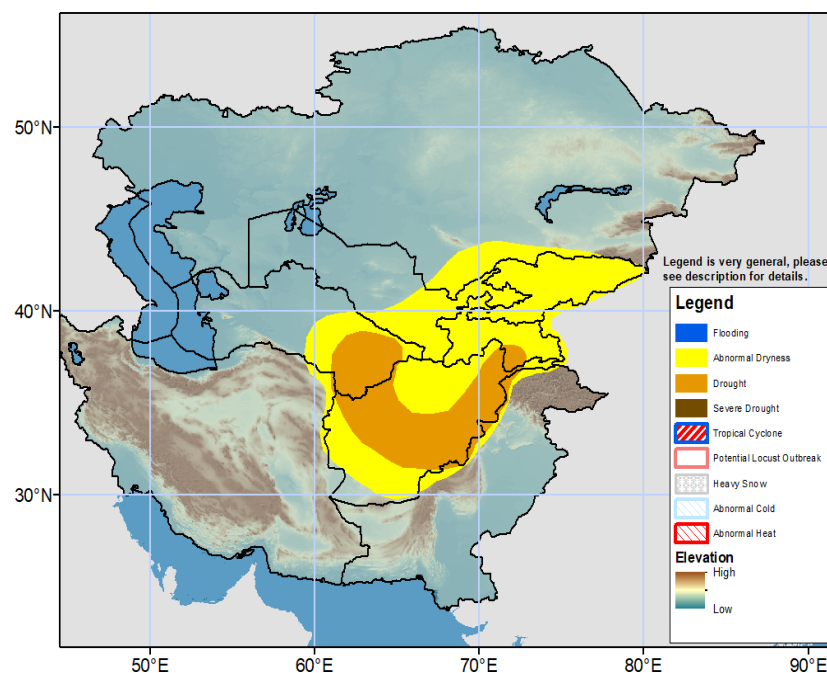 50°N
40°N
30°N
Legend is very general, please
see description for details.
Legend
Flooding
Abnormal Dryness
Drought
Severe Drought
Tropical Cyclone
Potential Locust Outbreak
Heavy Snow
Abnormal Cold
Abnormal Heat
Elevation
High
Low
50°E
60°E
70°E
80°E
90°E